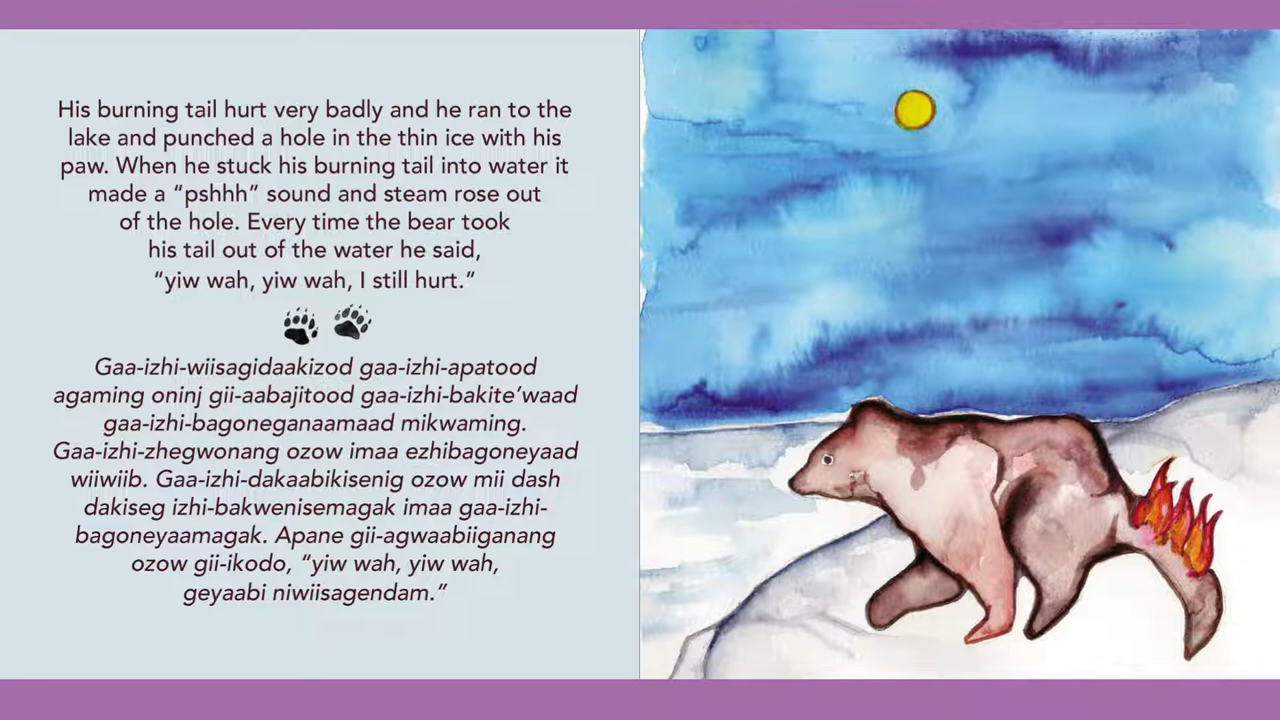 His burning tail hurt very badly and he ran to the
lake and punched a hole in the thin ice with his
paw. When he stuck his burning tail into water it
made a “pshhh” sound and steam rose out
of the hole. Every time the bear took
his tail out of the water he said,
“yiw wah, yiw wah, I still hurt.”
Gaa-izhi-wiisagidaakizod gaa-izhi-apatood
agaming oninj gii-aabajitood gaa-izhi-bakite’waad
gaa-izhi-bagoneganaamaad mikwaming.
Gaa-izhi-zhegwonang ozow imaa ezhibagoneyaad
wiiwiib. Gaa-izhi-dakaabikisenig ozow mii dash
dakiseg izhi-bakwenisemagak imaa gaa-izhi-
bagoneyaamagak. Apane gii-agwaabiiganang
ozow gii-ikodo, “yiw wah, yiw wah,
geyaabi niwiisagendam.”